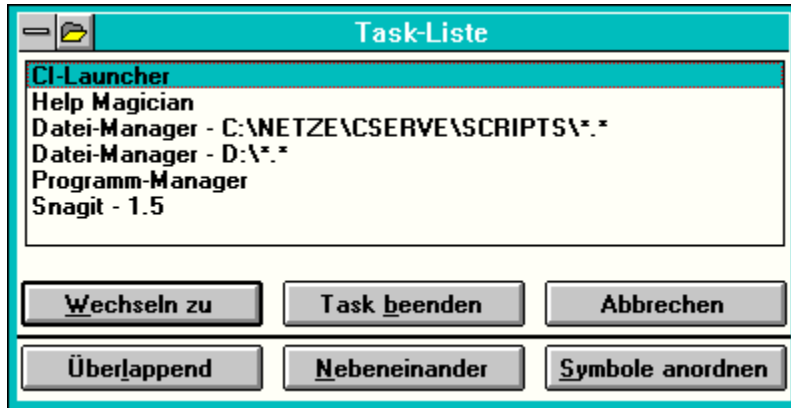 Task-Liste
CI-Launcher
Help Magician
Datei-Manager - C:\NETZE\CSERVE\SCRIPTS\*.*
Datei-Manager - D:\*.*
Programm-Manager
Snagit - 1.5
Wechseln zu Task beenden Abbrechen
Überlappend Nebeneinander Symbole anordnen